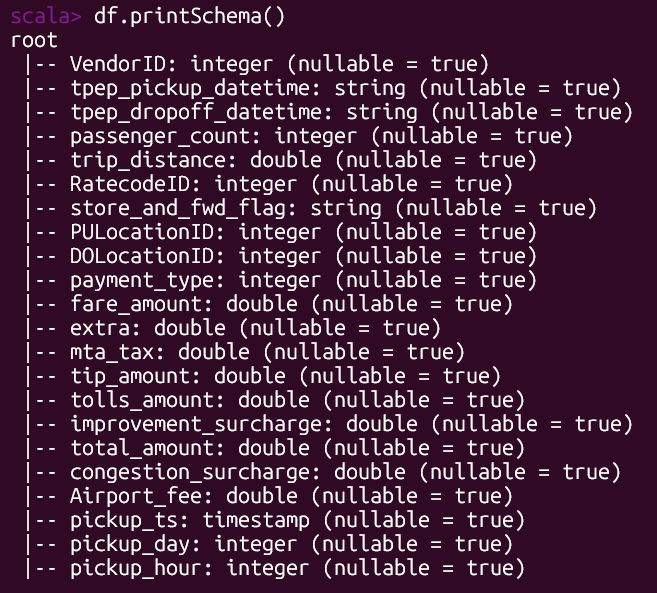 scala> df.printSchema()
root
 |-- VendorID: integer (nullable = true)
 |-- tpep_pickup_datetime: string (nullable = true)
 |-- tpep_dropoff_datetime: string (nullable = true)
 |-- passenger_count: integer (nullable = true)
 |-- trip_distance: double (nullable = true)
 |-- RatecodeID: integer (nullable = true)
 |-- store_and_fwd_flag: string (nullable = true)
 |-- PULocationID: integer (nullable = true)
 |-- DOLocationID: integer (nullable = true)
 |-- payment_type: integer (nullable = true)
 |-- fare_amount: double (nullable = true)
 |-- extra: double (nullable = true)
 |-- mta_tax: double (nullable = true)
 |-- tip_amount: double (nullable = true)
 |-- tolls_amount: double (nullable = true)
 |-- improvement_surcharge: double (nullable = true)
 |-- total_amount: double (nullable = true)
 |-- congestion_surcharge: double (nullable = true)
 |-- Airport_fee: double (nullable = true)
 |-- pickup_ts: timestamp (nullable = true)
 |-- pickup_day: integer (nullable = true)
 |-- pickup_hour: integer (nullable = true)